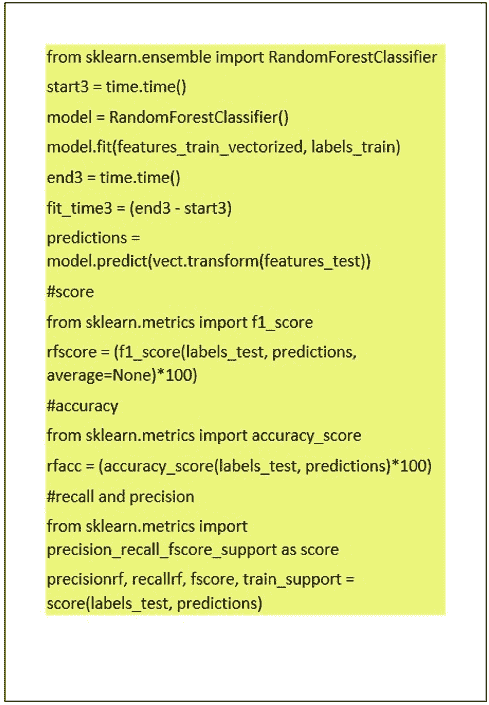 from sklearn.ensemble import RandomForestClassifier
start3 = time.time()
model = RandomForestClassifier()
model.fit(features_train_vectorized, labels_train)
end3 = time.time()
fit_time3 = (end3 - start3)
predictions =
model.predict(vect.transform(features_test))
#score
from sklearn.metrics import f1_score
rfscore = (f1_score(labels_test, predictions,
average=None)*100)
#accuracy
from sklearn.metrics import accuracy_score
rfacc = (accuracy_score(labels_test, predictions)*100)
#recall and precision
from sklearn.metrics import
precision_recall_fscore_support as score
precisionrf, recallrf, fscore, train_support =
score(labels_test, predictions)